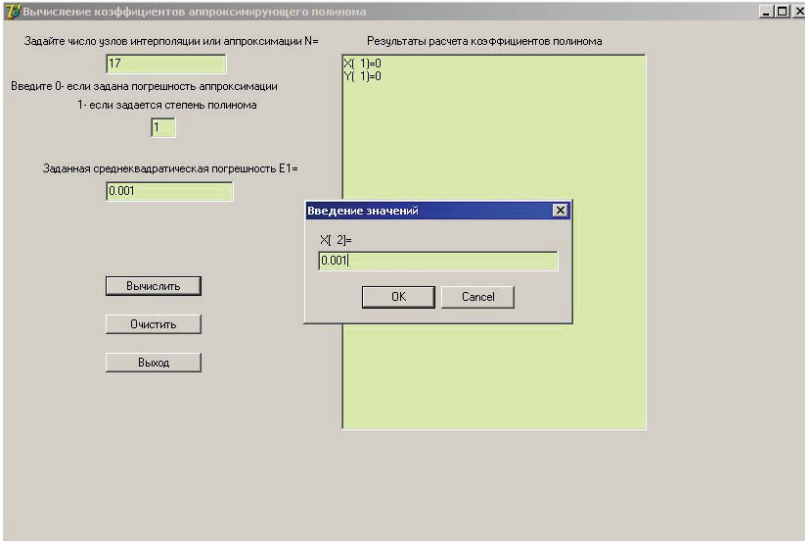 Вычисление коэффициентов аппроксимирующего полинома
Задайте число узлов интерполяции или аппроксимации N=
17
Введите 0- если задана погрешность аппроксимации
1- если задается степень полинома
1
Заданная среднеквадратическая погрешность E1=
0.001
Вычислить
Очистить
Выход
Результаты расчета коэффициентов полинома
X( 1)=0
Y( 1)=0
Введение значений
X[ 2]=
0.001
OK
Cancel